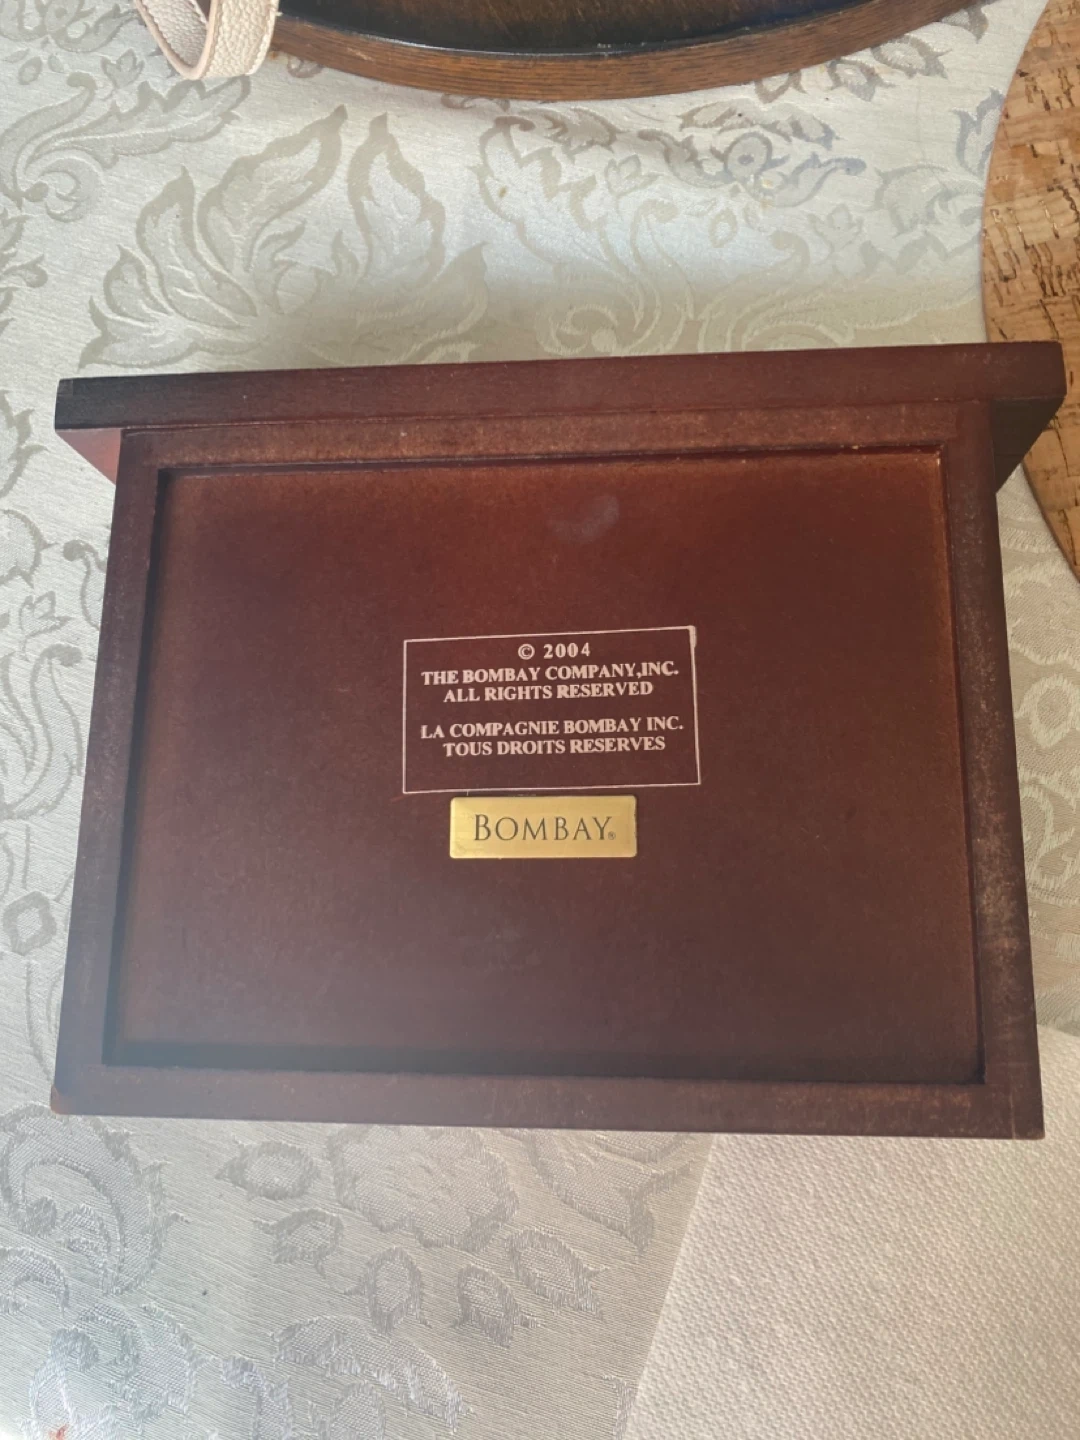 © 2004
THE BOMBAY COMPANY,INC.
ALL RIGHTS RESERVED
LA COMPAGNIE BOMBAY INC.
TOUS DROITS RESERVES
BOMBAY®